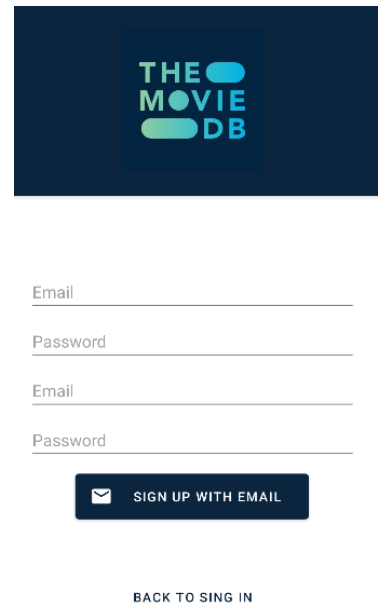 THE
MOVIE
DB
Email
Password
Email
Password
SIGN UP WITH EMAIL
BACK TO SING IN